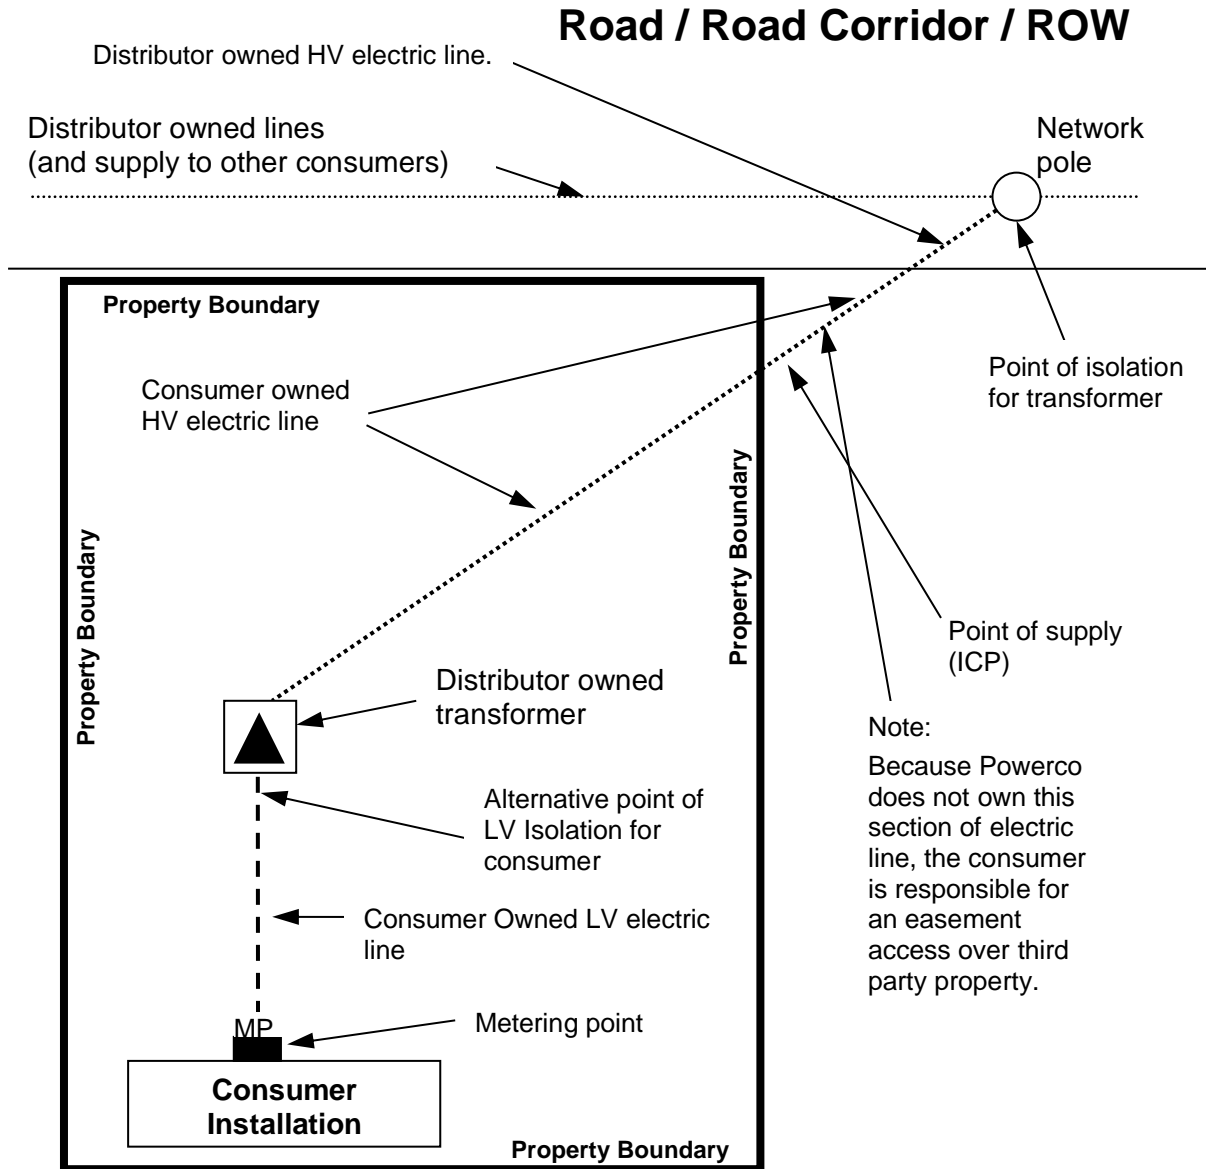 Road / Road Corridor / ROW
Distributor owned HV electric line.
Distributor owned lines
(and supply to other consumers)
Network
pole
Property Boundary
Point of isolation
for transformer
Consumer owned
HV electric line
Property Boundary
Property Boundary
Point of supply
(ICP)
Distributor owned
transformer
Note:
Because Powerco
does not own this
section of electric
line, the consumer
is responsible for
an easement
access over third
party property.
Alternative point of
LV Isolation for
consumer
Consumer Owned LV electric
line
MP
Metering point
Consumer
Installation
Property Boundary